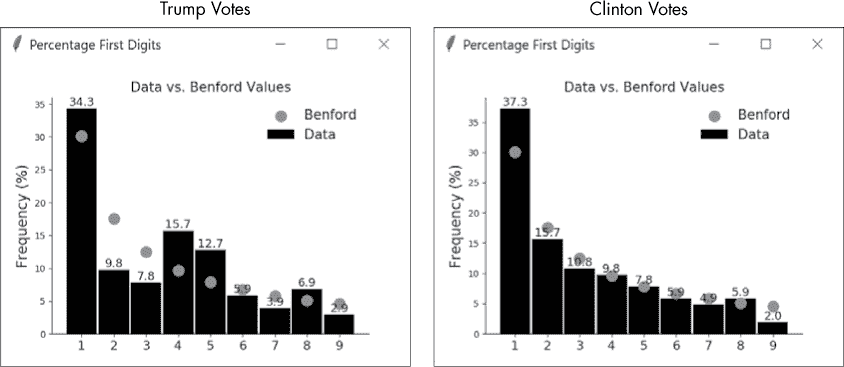 Trump Votes
Percentage First Digits
Data vs. Benford Values
Benford
Data
Frequency (%)
35
30
25
20
15
10
5
0
34.3
9.8
7.8
15.7
12.7
5.9
3.9
6.9
2.9
1 2 3 4 5 6 7 8 9
Clinton Votes
Percentage First Digits
Data vs. Benford Values
Benford
Data
Frequency (%)
35
30
25
20
15
10
5
0
37.3
15.7
10.8
9.8
7.8
5.9
4.9
5.9
2.0
1 2 3 4 5 6 7 8 9